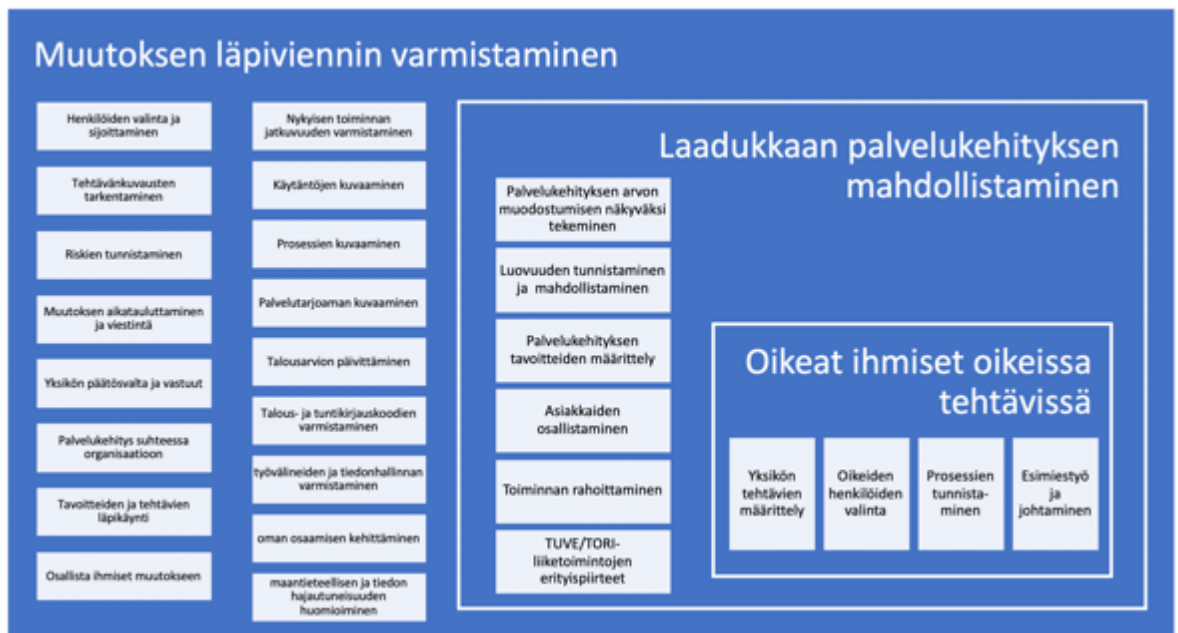 Muutoksen läpiviennin varmistaminen
Henkilöiden valinta ja
sijoittaminen
Tehtävänkuvausten
tarkentaminen
Riskien tunnistaminen
Muutoksen aikatauluttaminen
ja viestintä
Yksikön päätösvalta ja vastuut
Palvelukehitys suhteessa
organisaatioon
Tavoitteiden ja tehtävien
läpikäynti
Osallista ihmiset muutokseen
Nykyisen toiminnan
jatkuvuuden varmistaminen
Käytäntöjen kuvaaminen
Prosessien kuvaaminen
Palvelutarjoaman kuvaaminen
Talousarvion päivittäminen
Talous- ja tuntikirjauskoodien
varmistaminen
työvälineiden ja tiedonhallinnan
varmistaminen
oman osaamisen kehittäminen
maantieteellisen ja tiedon
hajautuneisuuden
huomioiminen
Laadukkaan palvelukehityksen
mahdollistaminen
Palvelukehityksen arvon
muodostumisen näkyväksi
tekeminen
Luovuuden tunnistaminen
ja mahdollistaminen
Palvelukehityksen
tavoitteiden määrittely
Asiakkaiden
osallistaminen
Toiminnan rahoittaminen
TUVE/TORI-
liiketoimintojen
erityispiirteet
Oikeat ihmiset oikeissa
tehtävissä
Yksikön
tehtävien
määrittely
Oikeiden
henkilöiden
valinta
Prosessien
tunnista-
minen
Esimiestyö
ja
johtaminen